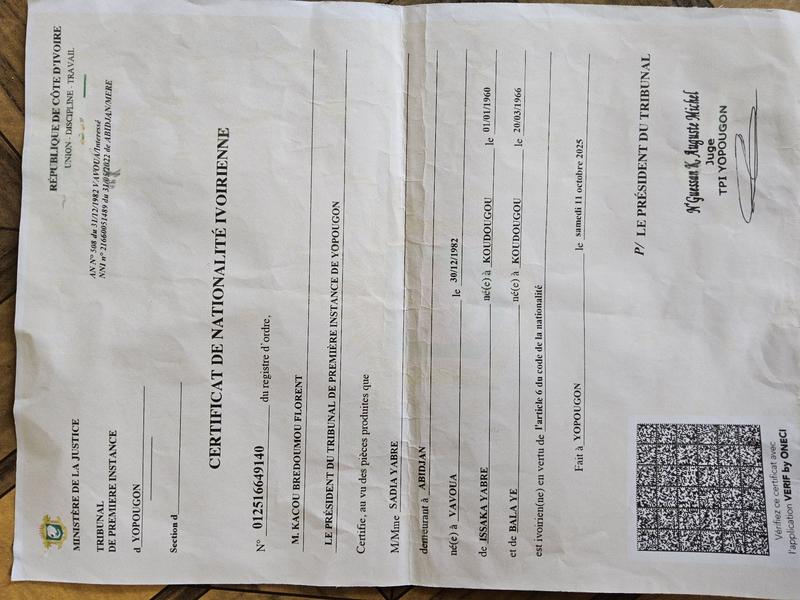 MINISTÈRE DE LA JUSTICE
RÉPUBLIQUE DE CÔTE D'IVOIRE
UNION - DISCIPLINE - TRAVAIL
TRIBUNAL
DE PREMIERE INSTANCE
d YOPOUGON
AN N° 508 du 31/12/1982 VAVOUA/Interessé
NNI n° 21660051489 du 2022 de ABIDJAN/MERE
Section d
CERTIFICAT DE NATIONALITÉ IVOIRIENNE
N° 012516649140 du registre d'ordre,
M. KACOU BREDOUMOU FLORENT
LE PRÉSIDENT DU TRIBUNAL DE PREMIÈRE INSTANCE DE YOPOUGON
Certifie, au vu des pièces produites que
M/Mme SADIA YABRE
demeurant à ABIDJAN
né(e) à VAVOUA le 30/12/1982
de ISSAKA YABRE né(e) à KOUDOUGOU le 01/01/1960
et de BALA YE né(e) à KOUDOUGOU le 20/03/1966
est ivoirien(ne) en vertu de l'article 6 du code de la nationalité
Fait à YOPOUGON le samedi 11 octobre 2025
P/ LE PRÉSIDENT DU TRIBUNAL
N'Guessan K. Auguste Michel
Juge
TPI YOPOUGON
Vérifiez ce certificat avec
l'application VERIF by ONECI